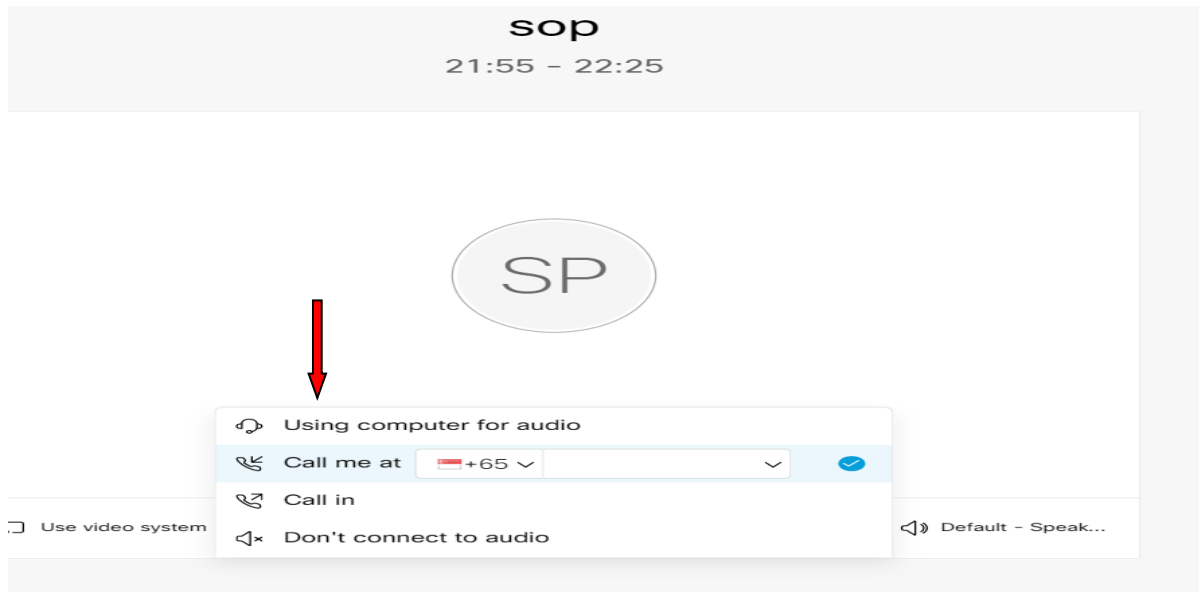 sop
21:55 - 22:25
SP
Using computer for audio
Call me at +65
Call in
Use video system
Default - Speak...
Don't connect to audio